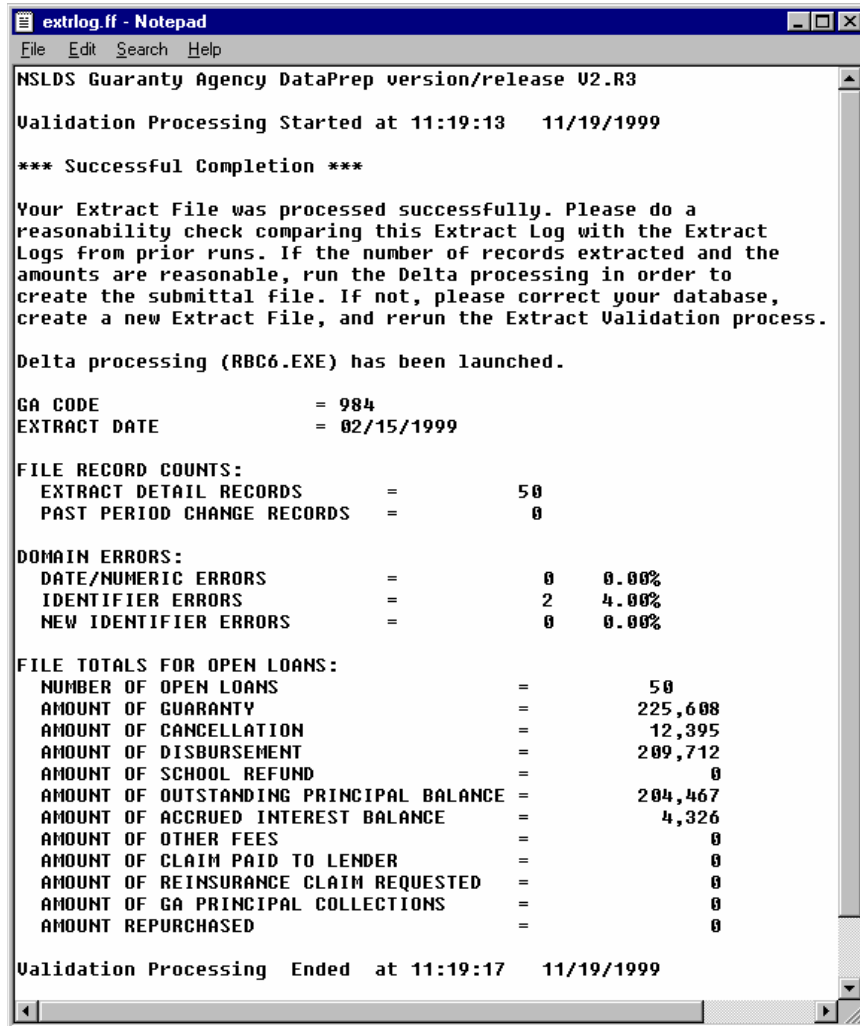 extrlog.ff - Notepad
File Edit Search Help
NSLDS Guaranty Agency DataPrep version/release V2.R3
Validation Processing Started at 11:19:13 11/19/1999
*** Successful Completion ***
Your Extract File was processed successfully. Please do a
reasonability check comparing this Extract Log with the Extract
Logs from prior runs. If the number of records extracted and the
amounts are reasonable, run the Delta processing in order to
create the submittal file. If not, please correct your database,
create a new Extract File, and rerun the Extract Validation process.
Delta processing (RBC6.EXE) has been launched.
GA CODE = 984
EXTRACT DATE = 02/15/1999
FILE RECORD COUNTS:
EXTRACT DETAIL RECORDS = 50
PAST PERIOD CHANGE RECORDS = 0
DOMAIN ERRORS:
DATE/NUMERIC ERRORS = 0 0.00%
IDENTIFIER ERRORS = 2 4.00%
NEW IDENTIFIER ERRORS = 0 0.00%
FILE TOTALS FOR OPEN LOANS:
NUMBER OF OPEN LOANS = 50
AMOUNT OF GUARANTY = 225,608
AMOUNT OF CANCELLATION = 12,395
AMOUNT OF DISBURSEMENT = 209,712
AMOUNT OF SCHOOL REFUND = 0
AMOUNT OF OUTSTANDING PRINCIPAL BALANCE = 204,467
AMOUNT OF ACCRUED INTEREST BALANCE = 4,326
AMOUNT OF OTHER FEES = 0
AMOUNT OF CLAIM PAID TO LENDER = 0
AMOUNT OF REINSURANCE CLAIM REQUESTED = 0
AMOUNT OF GA PRINCIPAL COLLECTIONS = 0
AMOUNT REPURCHASED = 0
Validation Processing Ended at 11:19:17 11/19/1999